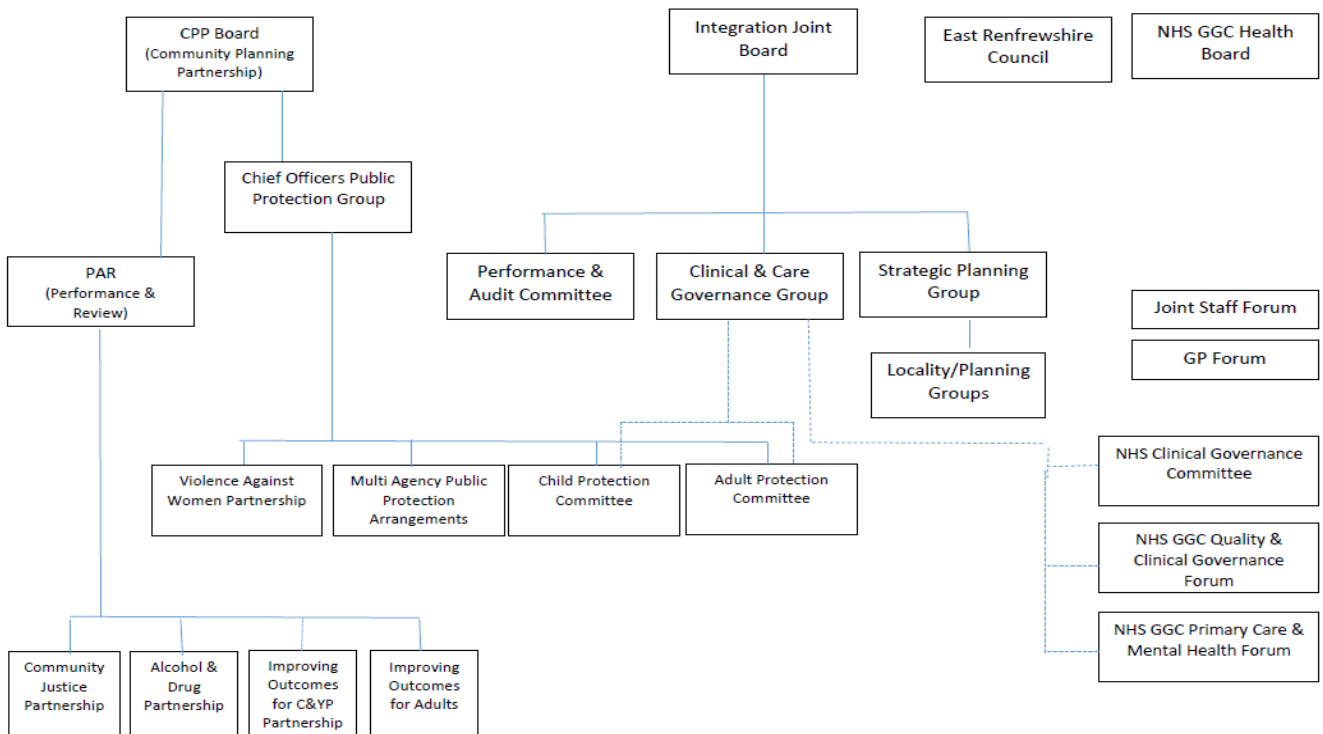 CPP Board
(Community Planning
Partnership)
Integration Joint
Board
East Renfrewshire
Council
NHS GGC Health
Board
Chief Officers Public
Protection Group
PAR
(Performance &
Review)
Performance &
Audit Committee
Clinical & Care
Governance Group
Strategic Planning
Group
Joint Staff Forum
GP Forum
Locality/Planning
Groups
Violence Against
Women Partnership
Multi Agency Public
Protection
Arrangements
Child Protection
Committee
Adult Protection
Committee
NHS Clinical Governance
Committee
NHS GGC Quality &
Clinical Governance
Forum
NHS GGC Primary Care &
Mental Health Forum
Community
Justice
Partnership
Alcohol &
Drug
Partnership
Improving
Outcomes
for C&YP
Partnership
Improving
Outcomes
for Adults